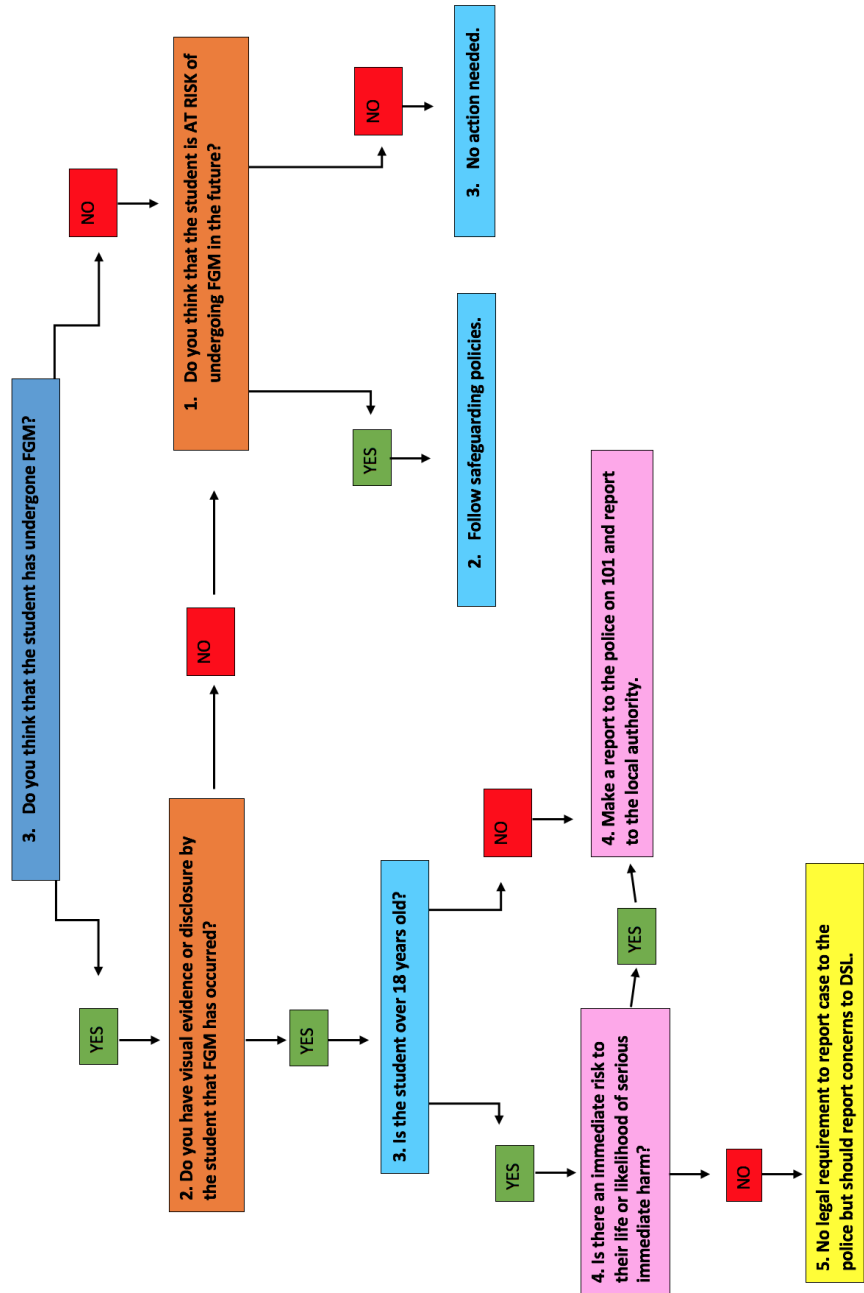 3. Do you think that the student has undergone FGM?
YES
NO
2. Do you have visual evidence or disclosure by
the student that FGM has occurred?
NO
1. Do you think that the student is AT RISK of
undergoing FGM in the future?
YES
YES
NO
3. Is the student over 18 years old?
2. Follow safeguarding policies.
3. No action needed.
YES
NO
4. Is there an immediate risk to
their life or likelihood of serious
immediate harm?
YES
4. Make a report to the police on 101 and report
to the local authority.
NO
5. No legal requirement to report case to the
police but should report concerns to DSL.